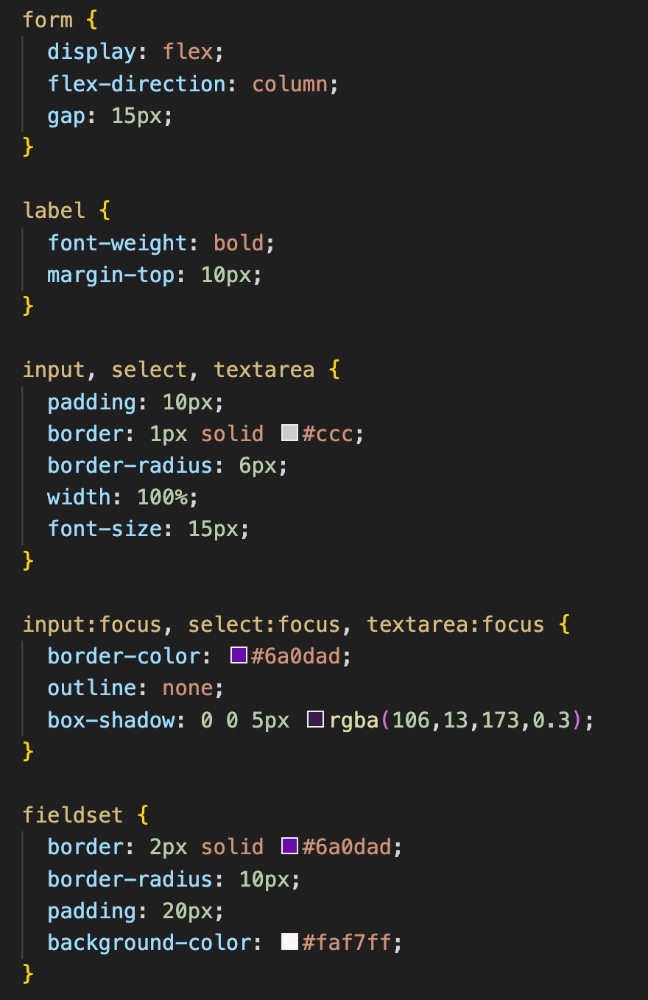 form {
  display: flex;
  flex-direction: column;
  gap: 15px;
}

label {
  font-weight: bold;
  margin-top: 10px;
}

input, select, textarea {
  padding: 10px;
  border: 1px solid #ccc;
  border-radius: 6px;
  width: 100%;
  font-size: 15px;
}

input:focus, select:focus, textarea:focus {
  border-color: #6a0dad;
  outline: none;
  box-shadow: 0 0 5px rgba(106,13,173,0.3);
}

fieldset {
  border: 2px solid #6a0dad;
  border-radius: 10px;
  padding: 20px;
  background-color: #faf7ff;
}